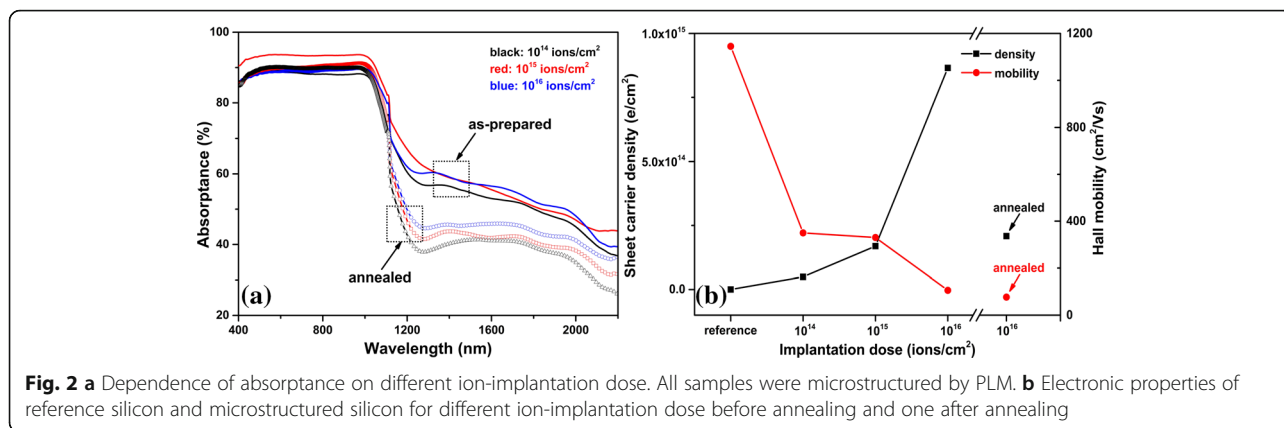 black: 10¹⁴ ions/cm²
red: 10¹⁵ ions/cm²
blue: 10¹⁶ ions/cm²
as-prepared
annealed
(a)
Absorptance (%)
100
80
60
40
20
400
800
1200
1600
2000
Wavelength (nm)
density
mobility
annealed
annealed
(b)
Sheet carrier density (e/cm²)
1.0x10¹⁵
5.0x10¹⁴
0.0
Hall mobility (cm²/Vs)
1200
800
400
0
reference
10¹⁴
10¹⁵
10¹⁶
10¹⁶
Implantation dose (ions/cm²)
Fig. 2 a Dependence of absorptance on different ion-implantation dose. All samples were microstructured by PLM. b Electronic properties of
reference silicon and microstructured silicon for different ion-implantation dose before annealing and one after annealing